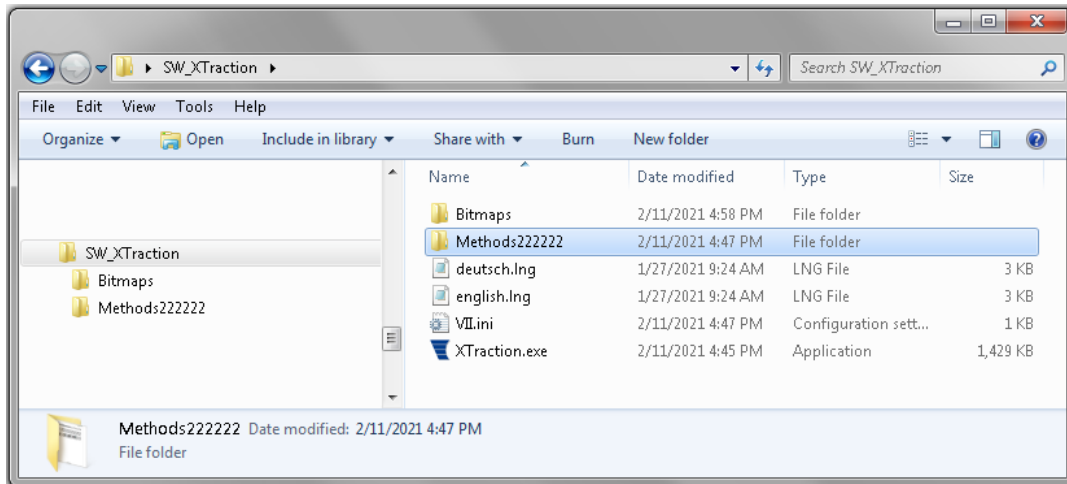 SW_XTraction
Search SW_XTraction
File Edit View Tools Help
Organize Open Include in library Share with Burn New folder
Name Date modified Type Size
Bitmaps 2/11/2021 4:58 PM File folder
Methods222222 2/11/2021 4:47 PM File folder
deutsch.lng 1/27/2021 9:24 AM LNG File 3 KB
english.lng 1/27/2021 9:24 AM LNG File 3 KB
VII.ini 2/11/2021 4:47 PM Configuration sett... 1 KB
XTraction.exe 2/11/2021 4:45 PM Application 1,429 KB
SW_XTraction
Bitmaps
Methods222222
Methods222222 Date modified: 2/11/2021 4:47 PM
File folder